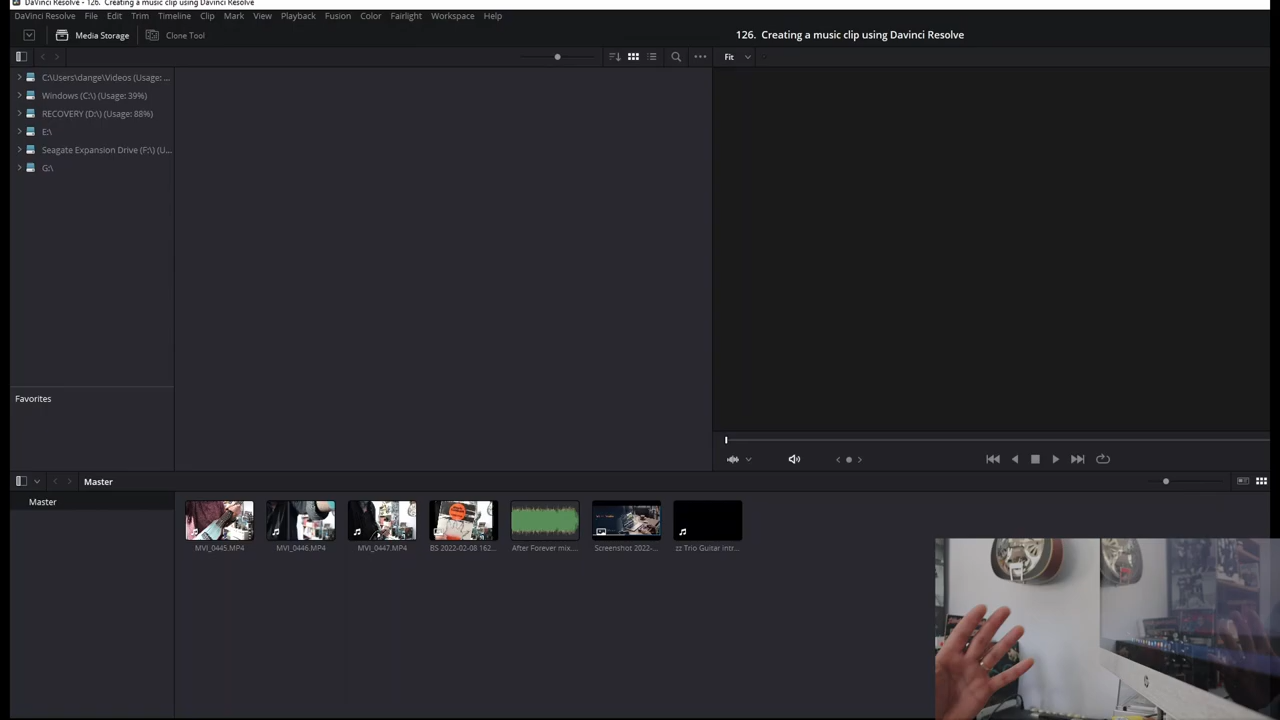 DaVinci Resolve - 126. Creating a music clip using Davinci Resolve
DaVinci Resolve File Edit Trim Timeline Clip Mark View Playback Fusion Color Fairlight Workspace Help
Media Storage Clone Tool 126. Creating a music clip using Davinci Resolve
Fit
C:\Users\dange\Videos (Usage: ...
Windows (C:\) (Usage: 39%)
RECOVERY (D:\) (Usage: 88%)
E:\
Seagate Expansion Drive (F:\) (U...
G:\
Favorites
Master
Master
MVI_0445.MP4 MVI_0446.MP4 MVI_0447.MP4 BS 2022-02-08 162... After Forever mix.... Screenshot 2022-... zz Trio Guitar intr...